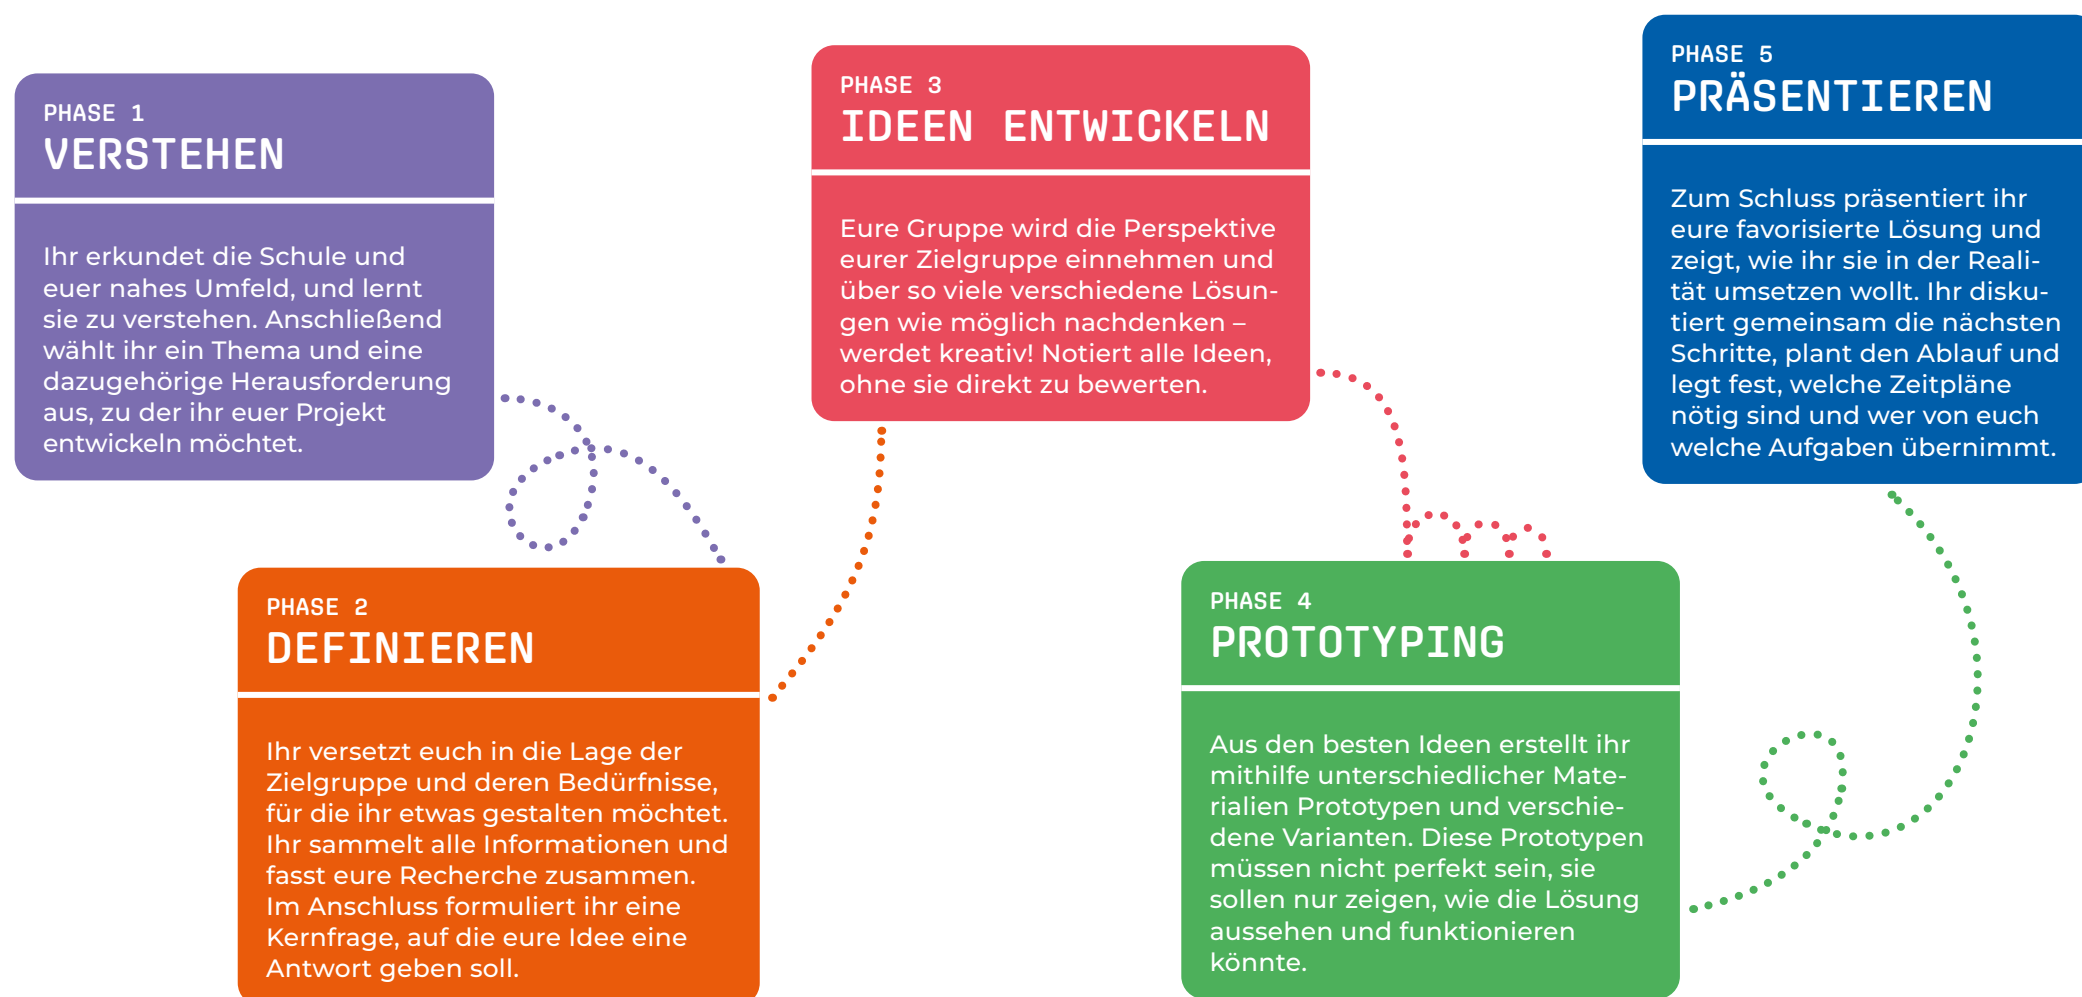 PHASE 1
VERSTEHEN
Ihr erkundet die Schule und
euer nahes Umfeld, und lernt
sie zu verstehen. Anschließend
wählt ihr ein Thema und eine
dazugehörige Herausforderung
aus, zu der ihr euer Projekt
entwickeln möchtet.
PHASE 2
DEFINIEREN
Ihr versetzt euch in die Lage der
Zielgruppe und deren Bedürfnisse,
für die ihr etwas gestalten möchtet.
Ihr sammelt alle Informationen und
fasst eure Recherche zusammen.
Im Anschluss formuliert ihr eine
Kernfrage, auf die eure Idee eine
Antwort geben soll.
PHASE 3
IDEEN ENTWICKELN
Eure Gruppe wird die Perspektive
eurer Zielgruppe einnehmen und
über so viele verschiedene Lösun-
gen wie möglich nachdenken –
werdet kreativ! Notiert alle Ideen,
ohne sie direkt zu bewerten.
PHASE 4
PROTOTYPING
Aus den besten Ideen erstellt ihr
mithilfe unterschiedlicher Mate-
rialien Prototypen und verschie-
dene Varianten. Diese Prototypen
müssen nicht perfekt sein, sie
sollen nur zeigen, wie die Lösung
aussehen und funktionieren
könnte.
PHASE 5
PRÄSENTIEREN
Zum Schluss präsentiert ihr
eure favorisierte Lösung und
zeigt, wie ihr sie in der Reali-
tät umsetzen wollt. Ihr disku-
tiert gemeinsam die nächsten
Schritte, plant den Ablauf und
legt fest, welche Zeitpläne
nötig sind und wer von euch
welche Aufgaben übernimmt.